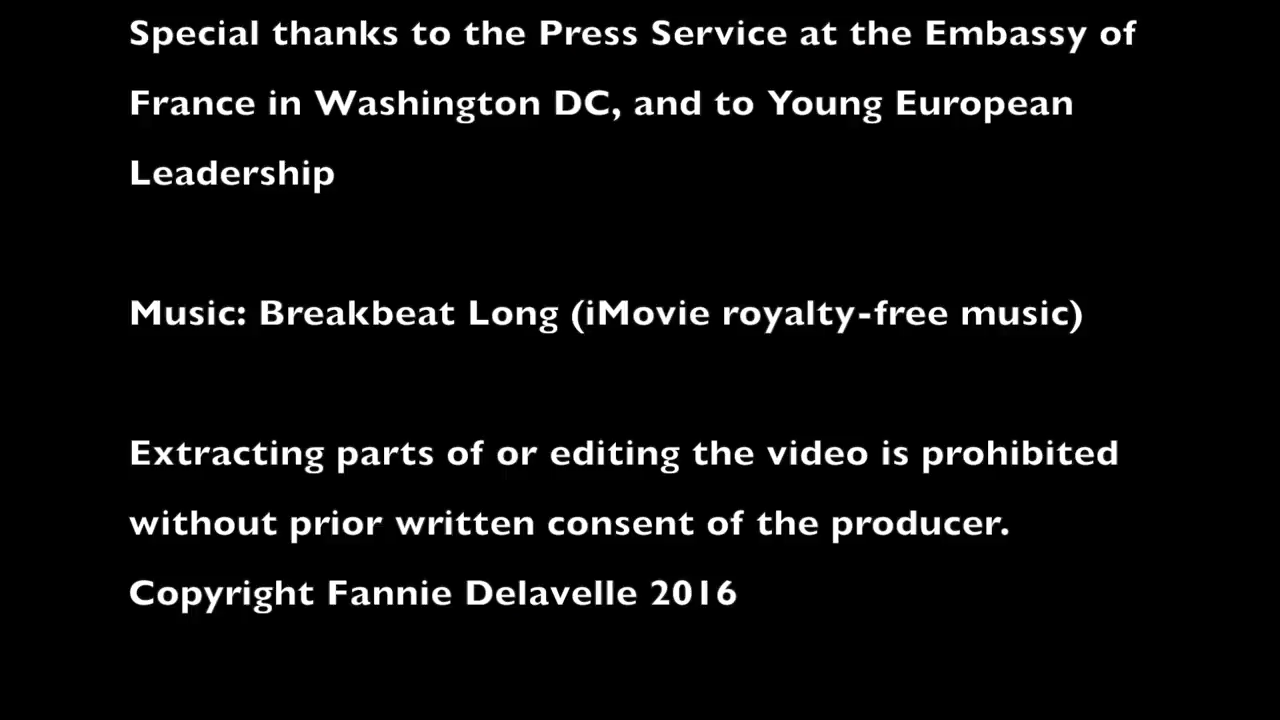 Special thanks to the Press Service at the Embassy of
France in Washington DC, and to Young European
Leadership
Music: Breakbeat Long (iMovie royalty-free music)
Extracting parts of or editing the video is prohibited
without prior written consent of the producer.
Copyright Fannie Delavelle 2016